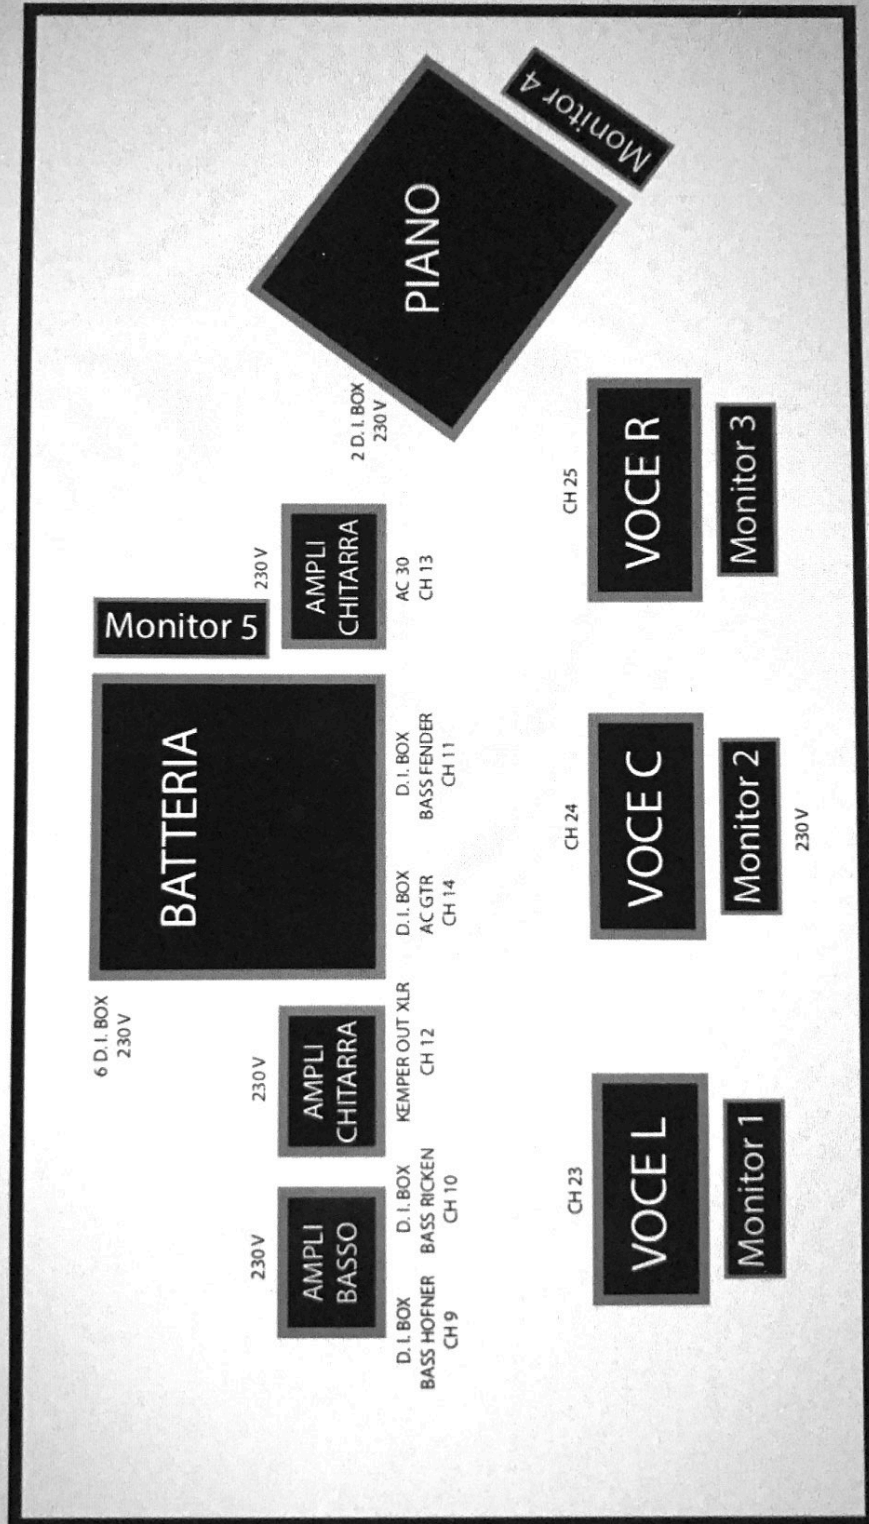 6 D. I. BOX
230 V
BATTERIA
Monitor 5
230 V
AMPLI
BASSO
230 V
AMPLI
CHITARRA
230 V
AMPLI
CHITARRA
2 D. I. BOX
230 V
PIANO
Monitor 4
D. I. BOX
BASS HOFNER
CH 9
D. I. BOX
BASS RICKEN
CH 10
KEMPER OUT XLR
CH 12
D. I. BOX
AC GTR
CH 14
D. I. BOX
BASS FENDER
CH 11
AC 30
CH 13
CH 23
VOCE L
Monitor 1
CH 24
VOCE C
Monitor 2
230 V
CH 25
VOCE R
Monitor 3